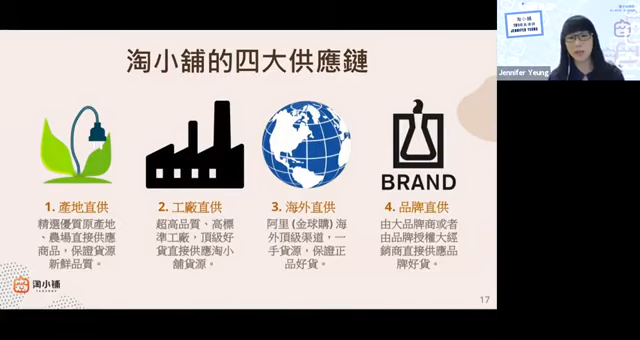 淘小舖的四大供應鏈
BRAND
1. 產地直供
精選優質原產地
、農場直接供應
商品，保證貨源
新鮮品質。
2. 工廠直供
超高品質、高標
準工廠，頂級好
貨直接供應淘小
舖貨源。
3. 海外直供
阿里 (金球購) 海
外頂級渠道，一
手貨源，保證正
品好貨。
4. 品牌直供
由大品牌商或者
由品牌授權大經
銷商直接供應品
牌好貨。
淘小舖
17
淘小舖
JENNIFER YEUNG
Jennifer Yeung